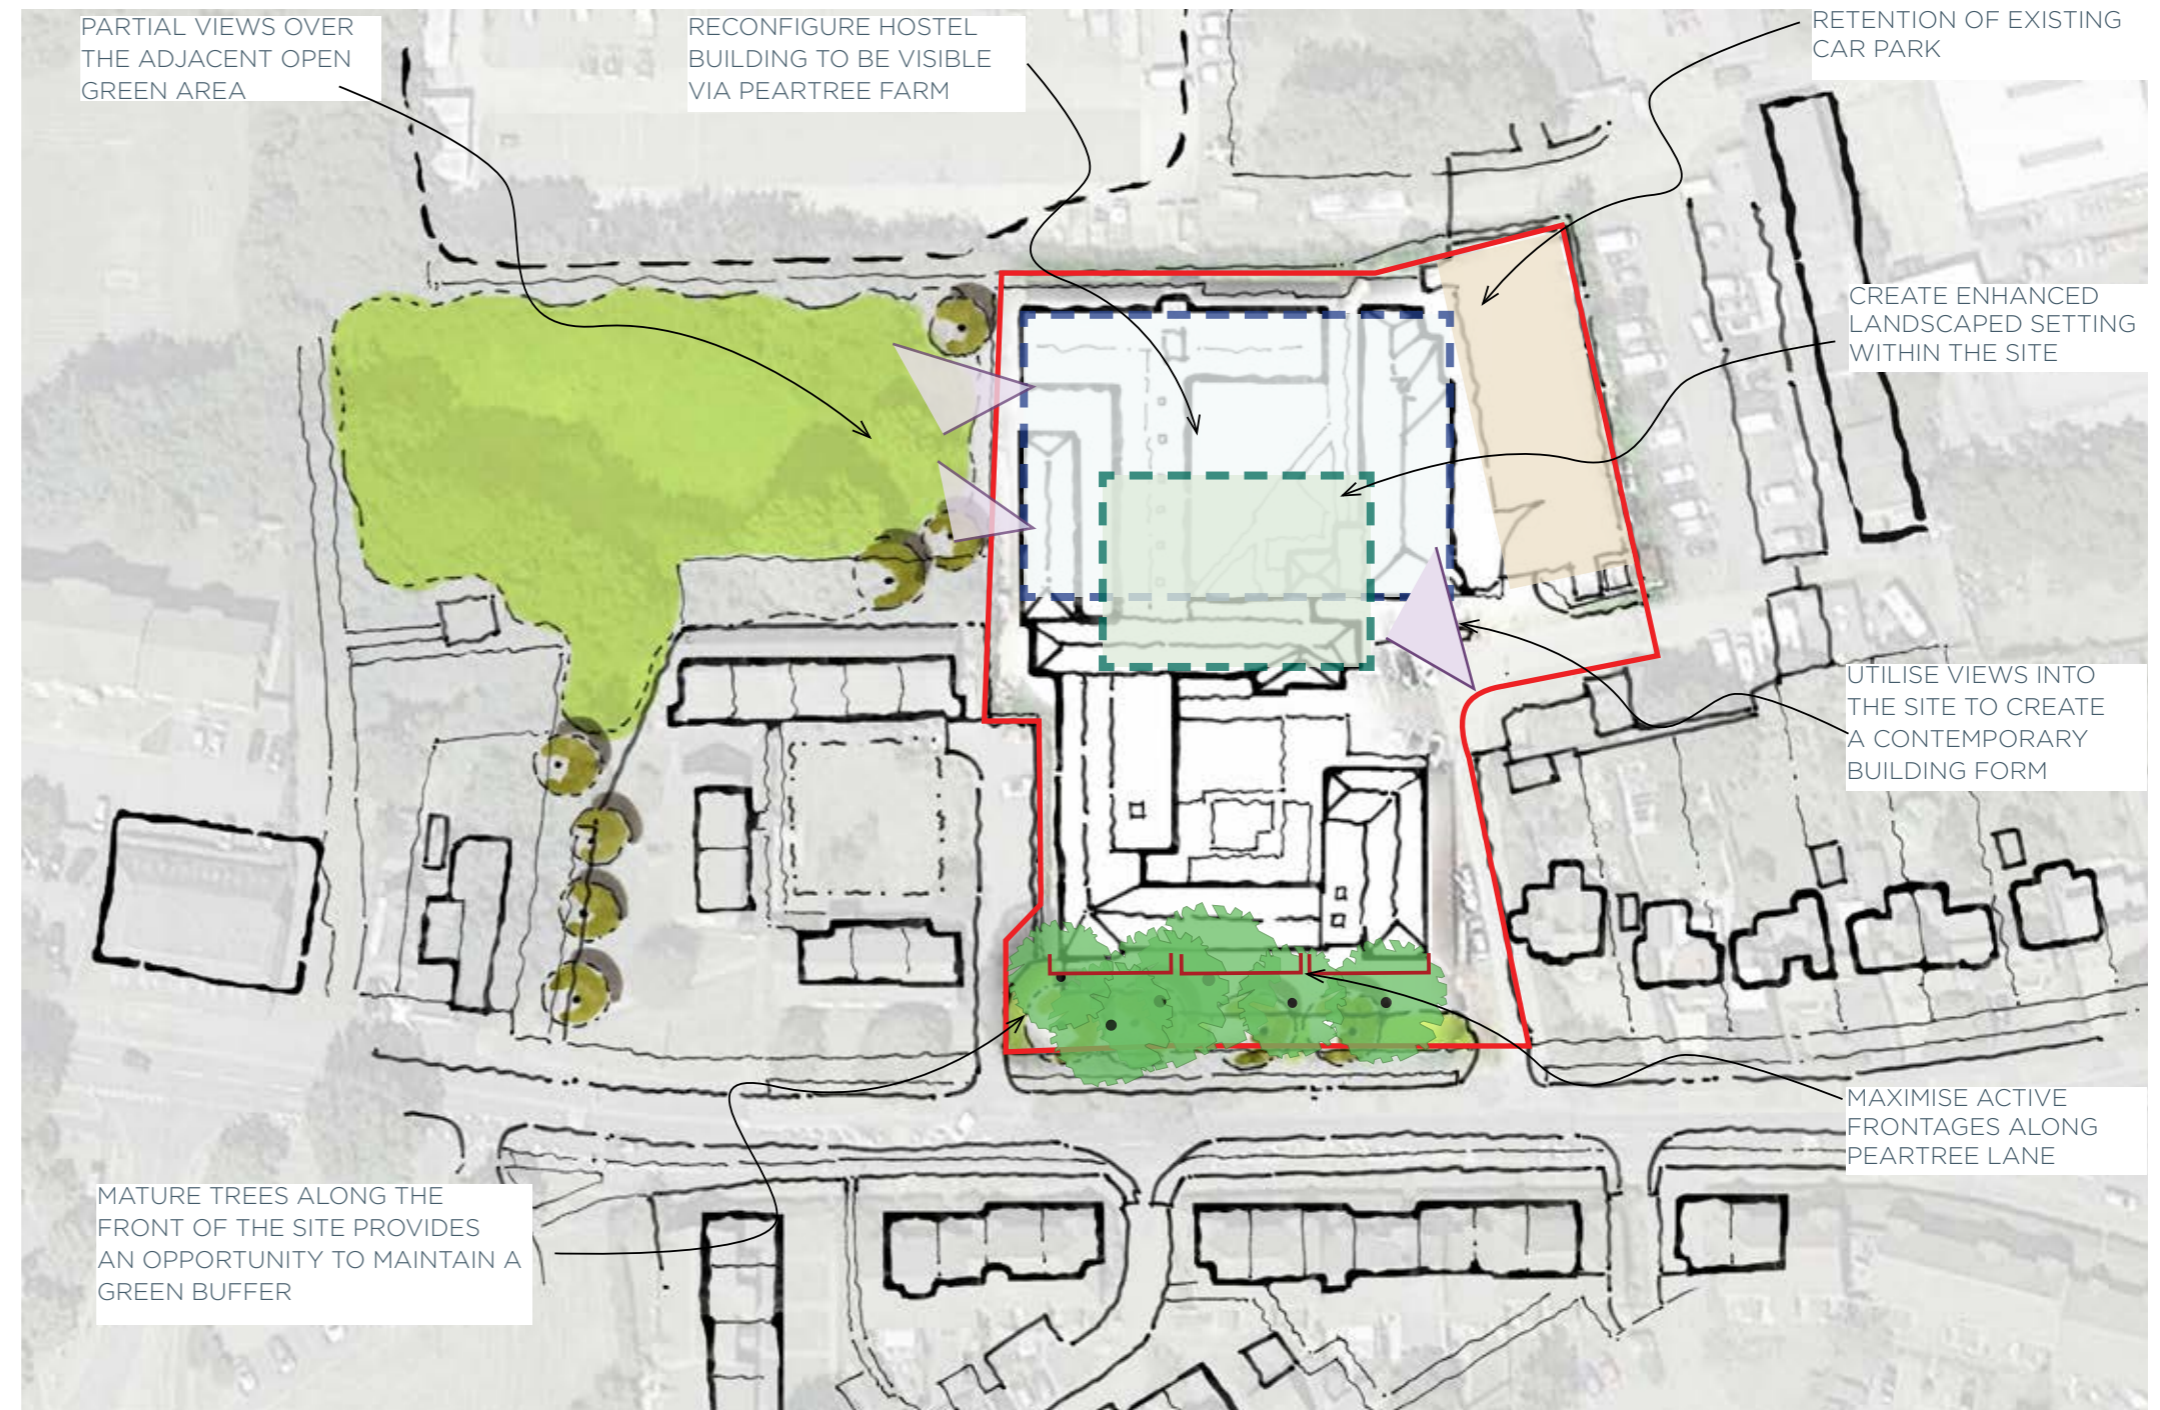 PARTIAL VIEWS OVER
THE ADJACENT OPEN
GREEN AREA
RECONFIGURE HOSTEL
BUILDING TO BE VISIBLE
VIA PEARTREE FARM
RETENTION OF EXISTING
CAR PARK
CREATE ENHANCED
LANDSCAPED SETTING
WITHIN THE SITE
UTILISE VIEWS INTO
THE SITE TO CREATE
A CONTEMPORARY
BUILDING FORM
MAXIMISE ACTIVE
FRONTAGES ALONG
PEARTREE LANE
MATURE TREES ALONG THE
FRONT OF THE SITE PROVIDES
AN OPPORTUNITY TO MAINTAIN A
GREEN BUFFER